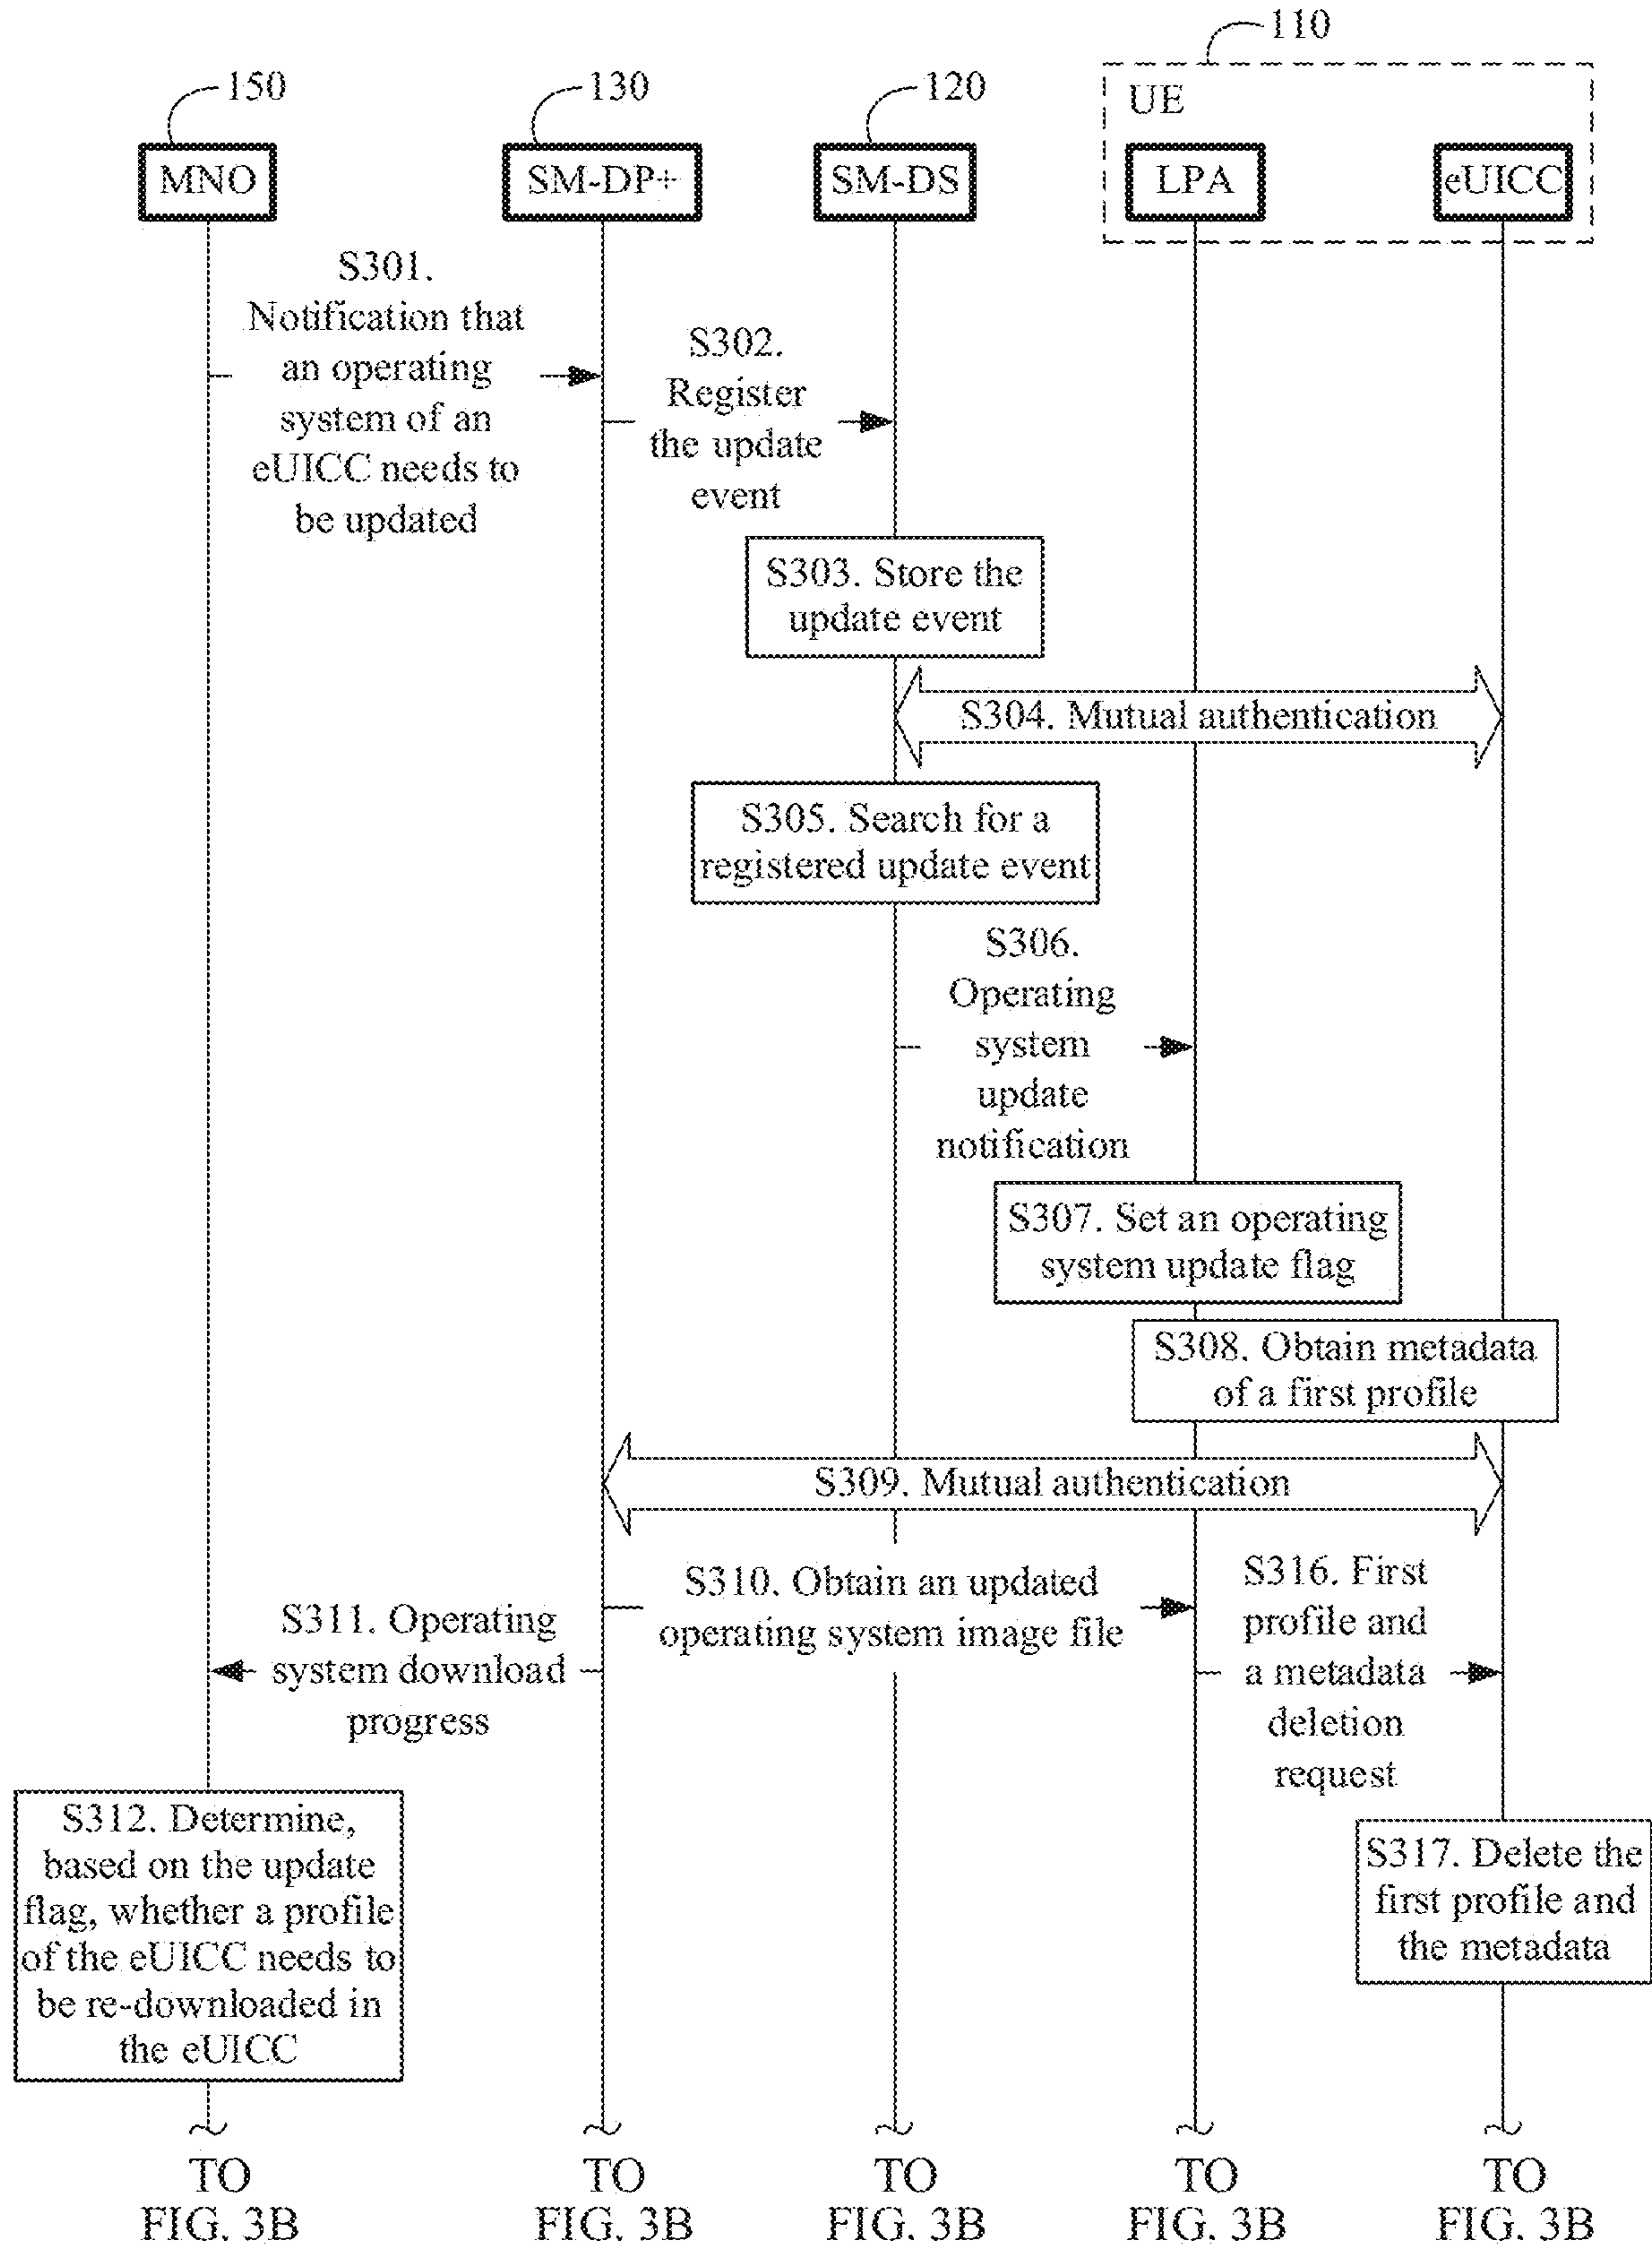 110
150
130
120
UE
MNO
SM-DP+
SM-DS
LPA
eUICC
S301.
Notification that
an operating
system of an
eUICC needs to
be updated
S302.
Register
the update
event
S303. Store the
update event
S304. Mutual authentication
S305. Search for a
registered update event
S306.
Operating
system
update
notification
S307. Set an operating
system update flag
S308. Obtain metadata
of a first profile
S309. Mutual authentication
S310. Obtain an updated
operating system image file
S316. First
profile and
a metadata
deletion
request
S311. Operating
system download
progress
S312. Determine,
based on the update
flag, whether a profile
of the eUICC needs to
be re-downloaded in
the eUICC
S317. Delete the
first profile and
the metadata
TO
FIG. 3B
TO
FIG. 3B
TO
FIG. 3B
TO
FIG. 3B
TO
FIG. 3B